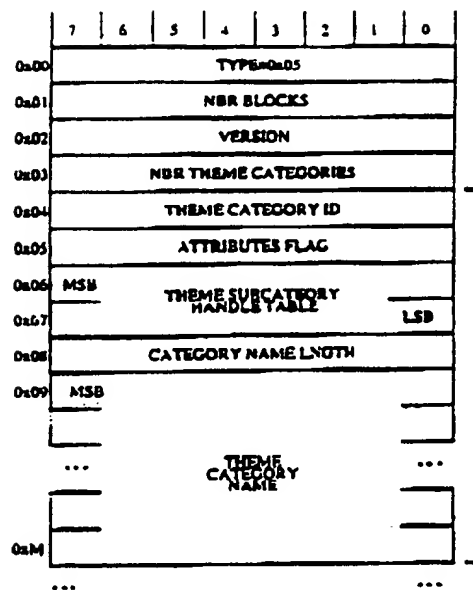 7 6 5 4 3 2 1 0
0x00 TYPE=0x05
0x01 NBR BLOCKS
0x02 VERSION
0x03 NBR THEME CATEGORIES
0x04 THEME CATEGORY ID
0x05 ATTRIBUTES FLAG
0x06 MSB
THEME SUBCATEGORY
HANDLE TABLE
0x07 LSB
0x08 CATEGORY NAME LNGTH
0x09 MSB
... ...
THEME
CATEGORY
NAME
0xM
... ...